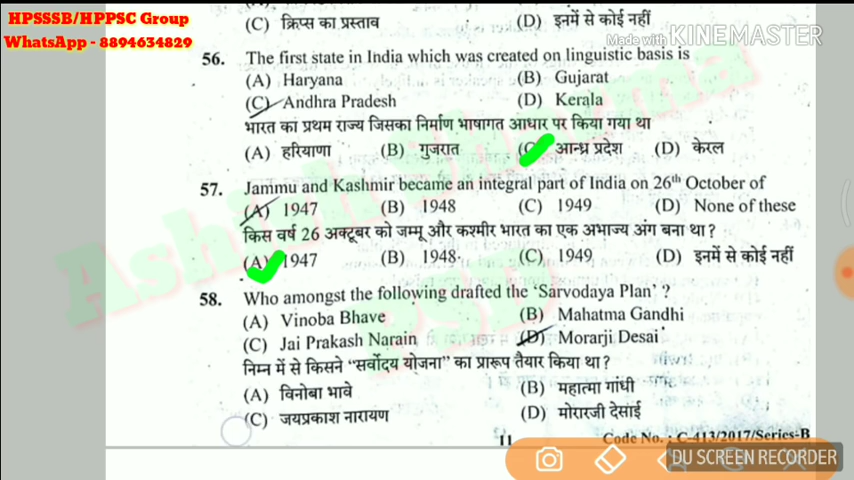 HPSSSB/HPPSC Group
WhatsApp - 8894634829
Made with KINEMASTER
(C) क्रिप्स का प्रस्ताव (D) इनमें से कोई नहीं
56. The first state in India which was created on linguistic basis is
(A) Haryana (B) Gujarat
(C) Andhra Pradesh (D) Kerala
भारत का प्रथम राज्य जिसका निर्माण भाषागत आधार पर किया गया था
(A) हरियाणा (B) गुजरात (C) आन्ध्र प्रदेश (D) केरल
57. Jammu and Kashmir became an integral part of India on 26th October of
(A) 1947 (B) 1948 (C) 1949 (D) None of these
किस वर्ष 26 अक्टूबर को जम्मू और कश्मीर भारत का एक अभाज्य अंग बना था?
(A) 1947 (B) 1948 (C) 1949 (D) इनमें से कोई नहीं
58. Who amongst the following drafted the ‘Sarvodaya Plan’ ?
(A) Vinoba Bhave (B) Mahatma Gandhi
(C) Jai Prakash Narain (D) Morarji Desai
निम्न में से किसने “सर्वोदय योजना” का प्रारूप तैयार किया था?
(A) विनोबा भावे (B) महात्मा गांधी
(C) जयप्रकाश नारायण (D) मोरारजी देसाई
11 Code No. : C-413/2017/Series-B
DU SCREEN RECORDER